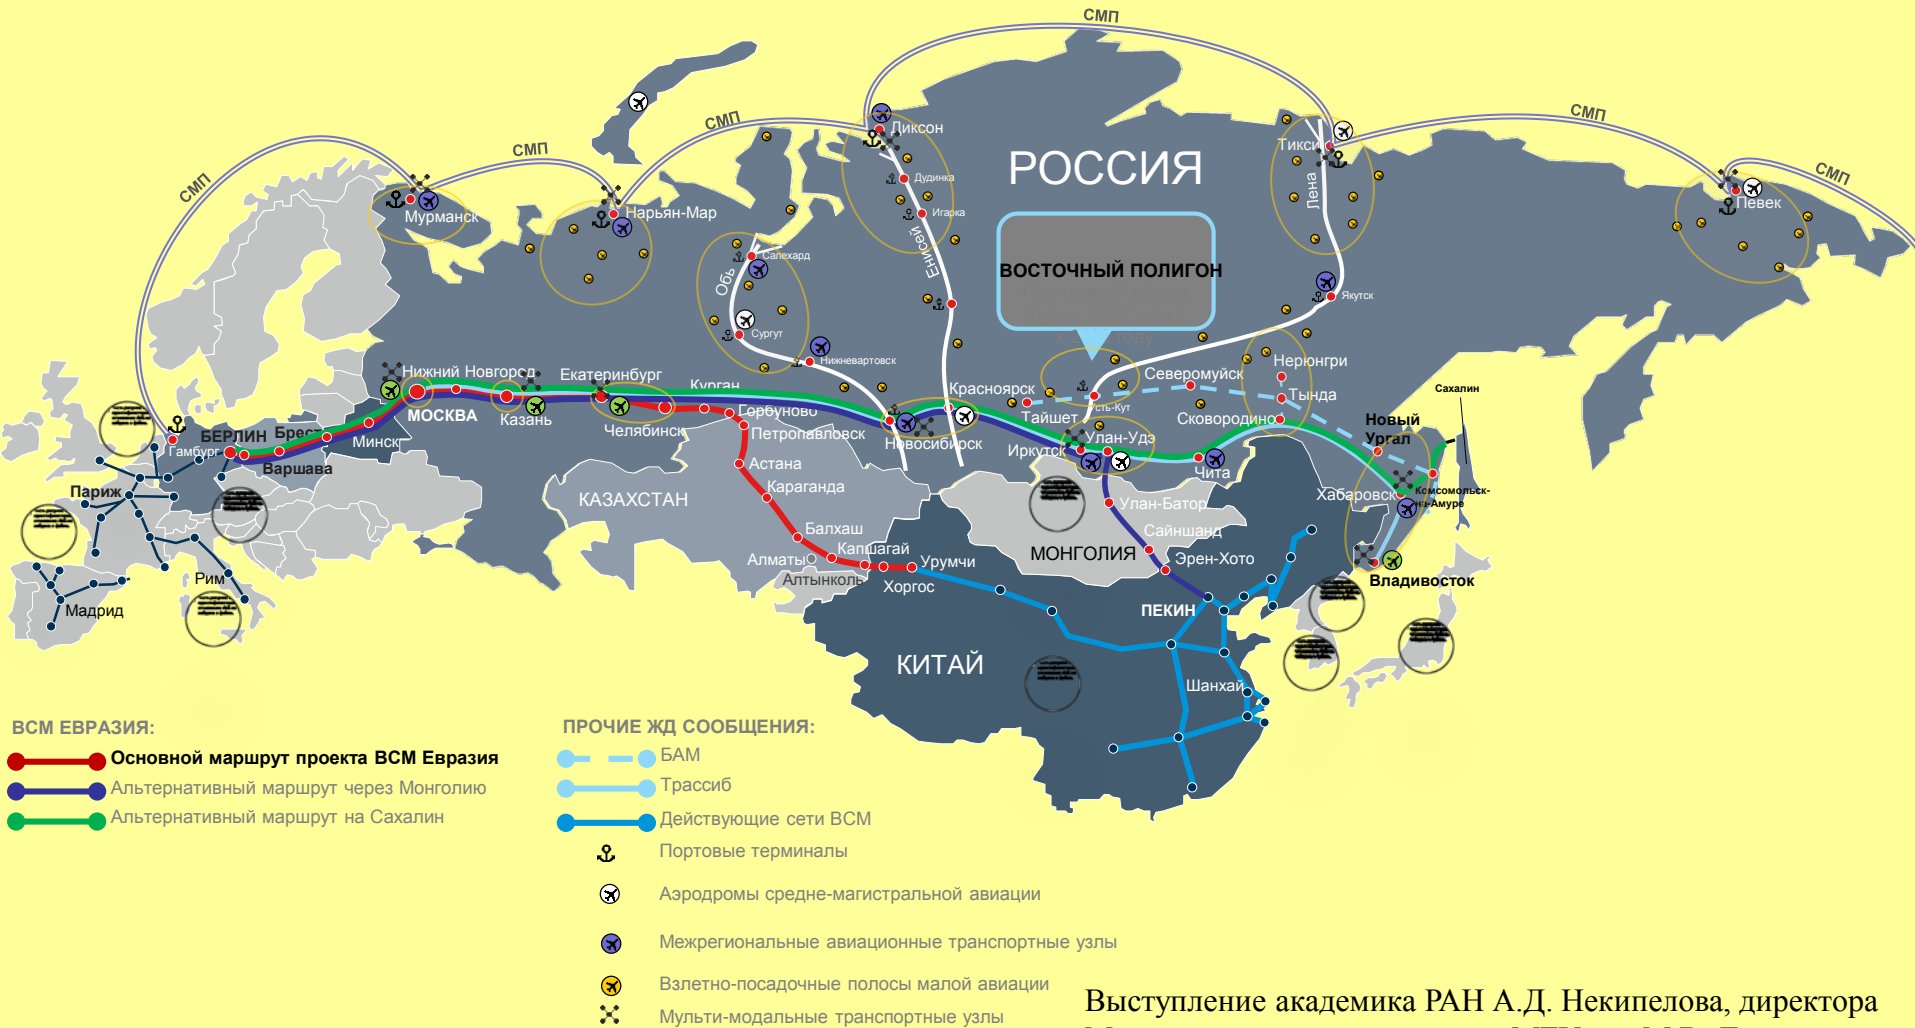 СМП
СМП
СМП
СМП
СМП
СМП
Диксон
РОССИЯ
Тикси
Дудинка
Лена
Мурманск
Нарьян-Мар
Игарка
Певек
Енисей
Обь
Салехард
ВОСТОЧНЫЙ ПОЛИГОН
Якутск
Сургут
Нижневартовск
Нерюнгри
Нижний Новгород
Екатеринбург
Курган
Красноярск
Северомуйск
Тында
Сахалин
МОСКВА
Казань
Горбуново
Тайшет
Усть-Кут
Сковородино
Новый
Ургал
БЕРЛИН
Брест
Минск
Челябинск
Петропавловск
Новосибирск
Улан-Удэ
Гамбург
Варшава
Иркутск
Чита
Астана
Париж
КАЗАХСТАН
Караганда
Улан-Батор
Хабаровск
Комсомольск-
на-Амуре
Балхаш
Сайншанд
Капшагай
МОНГОЛИЯ
Алматы
Урумчи
Эрен-Хото
Рим
Алтынколь
Хоргос
Владивосток
Мадрид
ПЕКИН
КИТАЙ
Шанхай
ВСМ ЕВРАЗИЯ:
Основной маршрут проекта ВСМ Евразия
Альтернативный маршрут через Монголию
Альтернативный маршрут на Сахалин
ПРОЧИЕ ЖД СООБЩЕНИЯ:
БАМ
Трассиб
Действующие сети ВСМ
Портовые терминалы
Аэродромы средне-магистральной авиации
Межрегиональные авиационные транспортные узлы
Взлетно-посадочные полосы малой авиации
Мульти-модальные транспортные узлы
Выступление академика РАН А.Д. Некипелова, директора